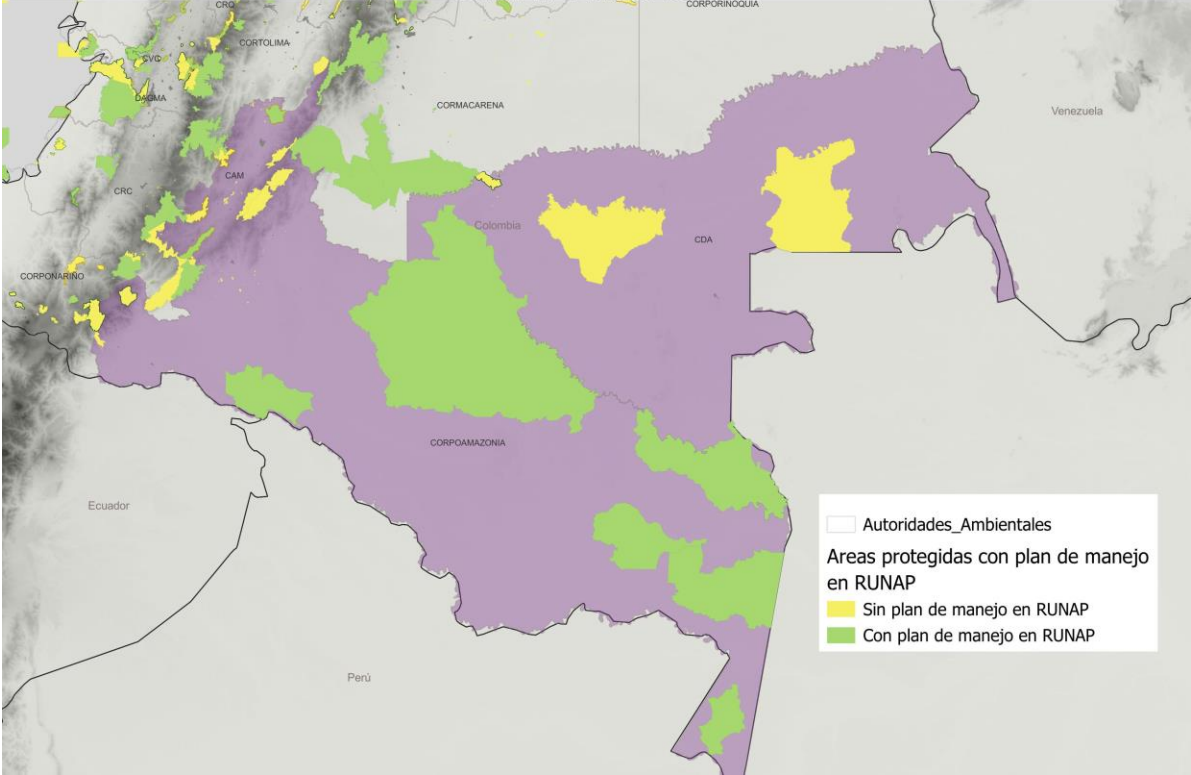 CORPORINOQUIA
CRQ
CORTOLIMA
CVC
DAGMA
CORMACARENA
Venezuela
CAM
CRC
Colombia
CDA
CORPONARIÑO
CORPOAMAZONIA
Ecuador
Perú
Autoridades_Ambientales
Areas protegidas con plan de manejo
en RUNAP
Sin plan de manejo en RUNAP
Con plan de manejo en RUNAP